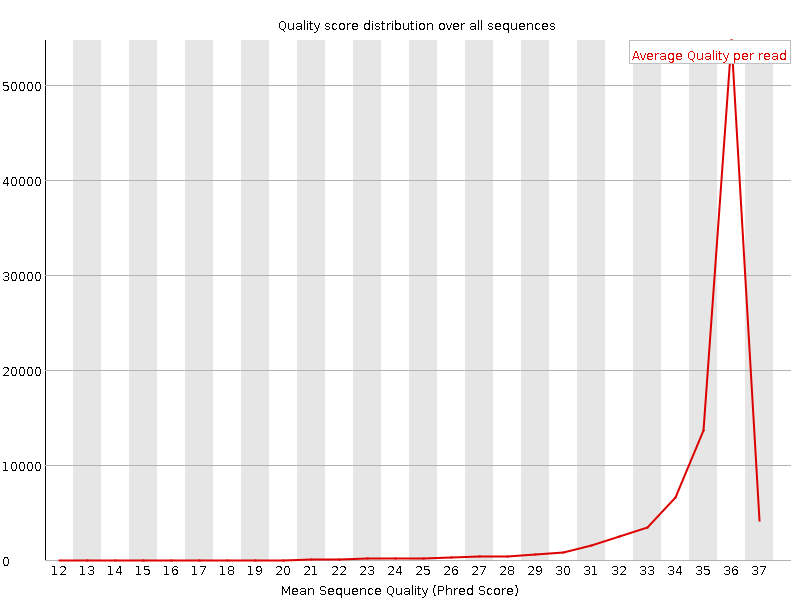 Quality score distribution over all sequences
Average Quality per read
50000
40000
30000
20000
10000
0
12 13 14 15 16 17 18 19 20 21 22 23 24 25 26 27 28 29 30 31 32 33 34 35 36 37
Mean Sequence Quality (Phred Score)